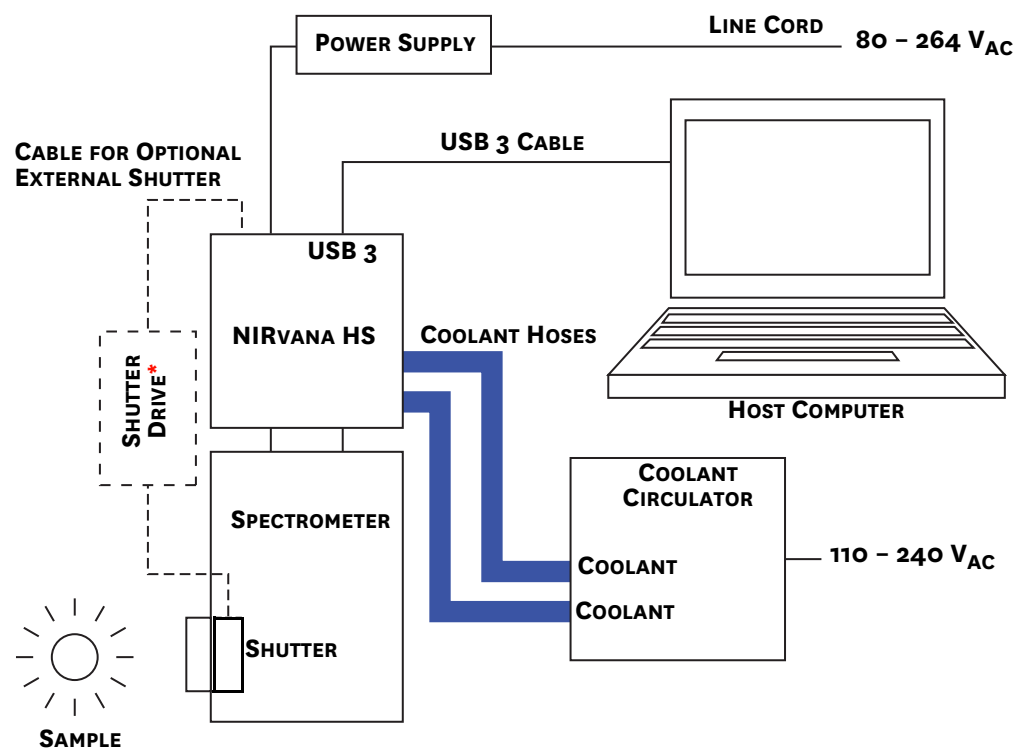 LINE CORD
POWER SUPPLY
80 – 264 VAC
USB 3 CABLE
CABLE FOR OPTIONAL
EXTERNAL SHUTTER
USB 3
NIRVANA HS
COOLANT HOSES
SHUTTER
DRIVE*
HOST COMPUTER
COOLANT
CIRCULATOR
SPECTROMETER
110 – 240 VAC
COOLANT
COOLANT
SHUTTER
SAMPLE